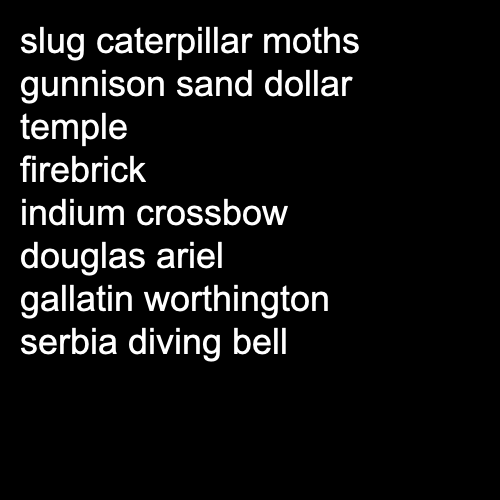 slug caterpillar moths
gunnison sand dollar
temple
firebrick
indium crossbow
douglas ariel
gallatin worthington
serbia diving bell